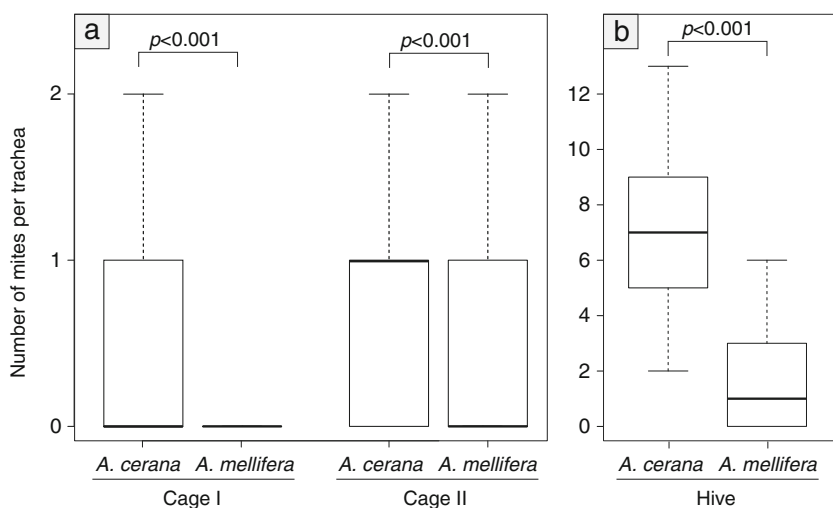 a
p<0.001
p<0.001
Number of mites per trachea
2
1
0
A. cerana A. mellifera
A. cerana A. mellifera
Cage I
Cage II
b
p<0.001
12
10
8
6
4
2
0
A. cerana A. mellifera
Hive